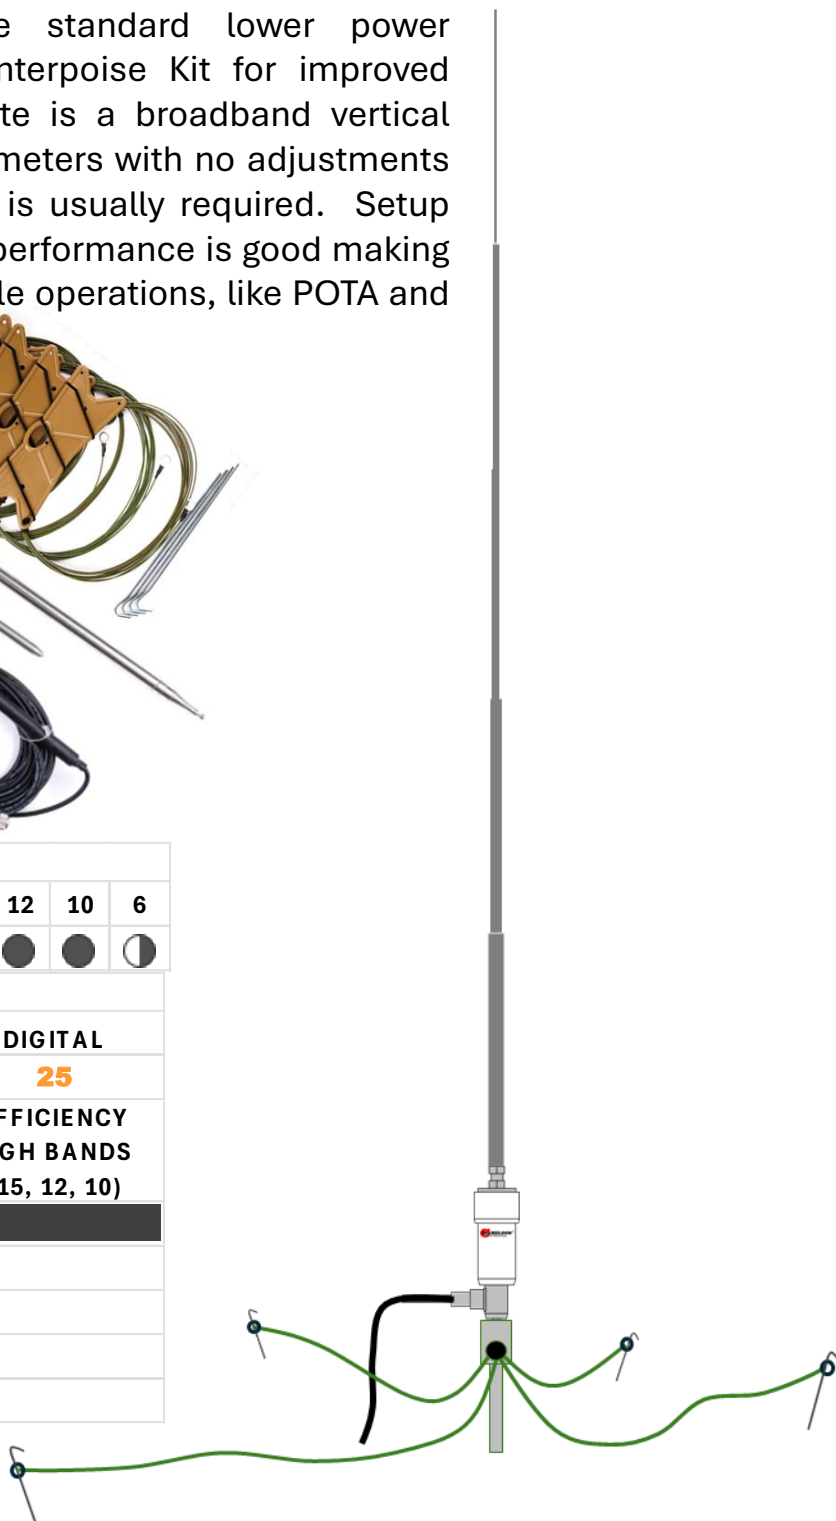 standard lower power
nterpoise Kit for improved
te is a broadband vertical
meters with no adjustments
is usually required. Setup
performance is good making
le operations, like POTA and
12 10 6
DIGITAL
25
FFICIENCY
GH BANDS
15, 12, 10)